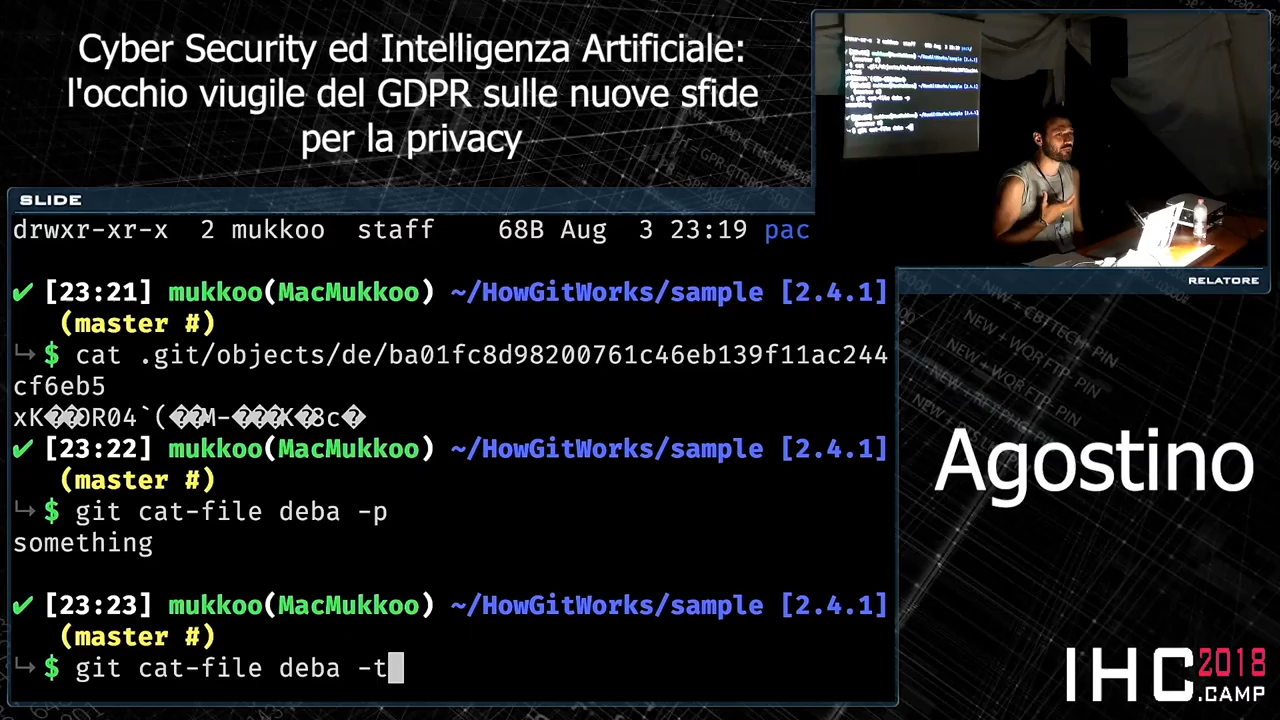 Cyber Security ed Intelligenza Artificiale:
l'occhio viugile del GDPR sulle nuove sfide
per la privacy
SLIDE
drwxr-xr-x 2 mukkoo staff 68B Aug 3 23:19 pac
✔ [23:21] mukkoo(MacMukkoo) ~/HowGitWorks/sample [2.4.1]
(master #)
↳ $ cat .git/objects/de/ba01fc8d98200761c46eb139f11ac244
cf6eb5
xK��OR04`(��M-���K�3c�
✔ [23:22] mukkoo(MacMukkoo) ~/HowGitWorks/sample [2.4.1]
(master #)
↳ $ git cat-file deba -p
something
✔ [23:23] mukkoo(MacMukkoo) ~/HowGitWorks/sample [2.4.1]
(master #)
↳ $ git cat-file deba -t
RELATORE
Agostino
IHC 2018
.CAMP